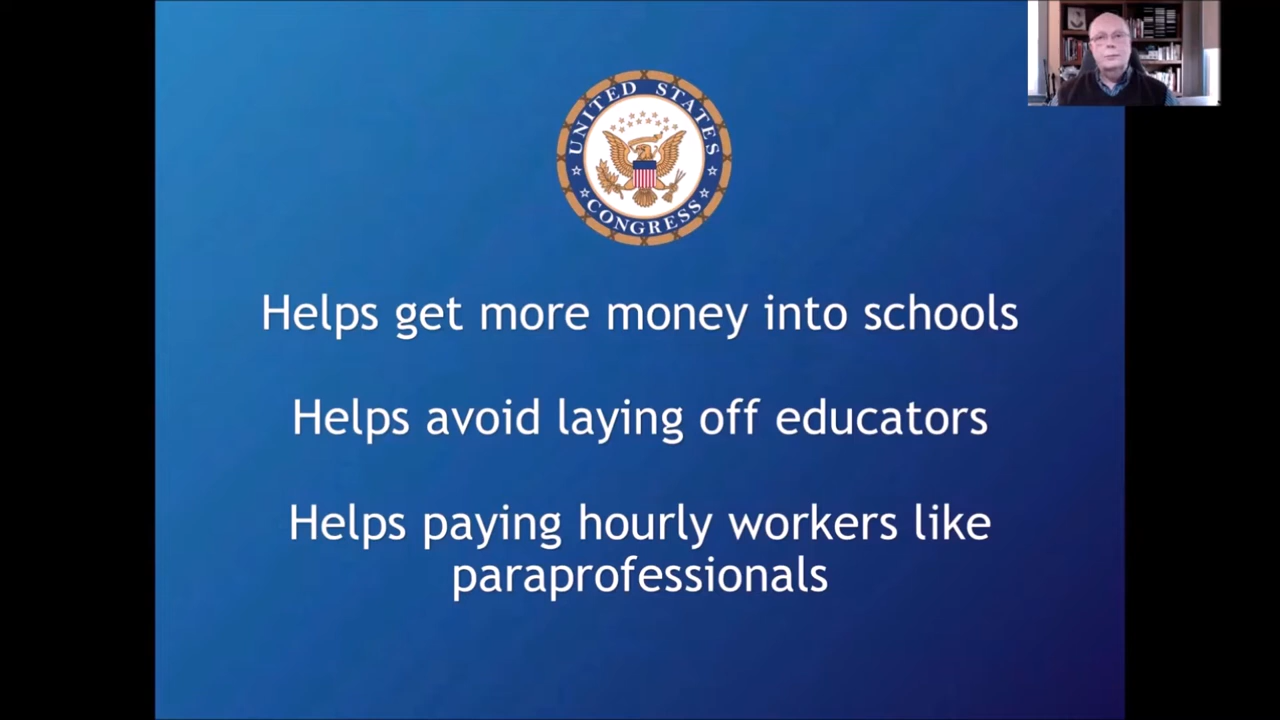 UNITED STATES
CONGRESS
Helps get more money into schools
Helps avoid laying off educators
Helps paying hourly workers like
paraprofessionals